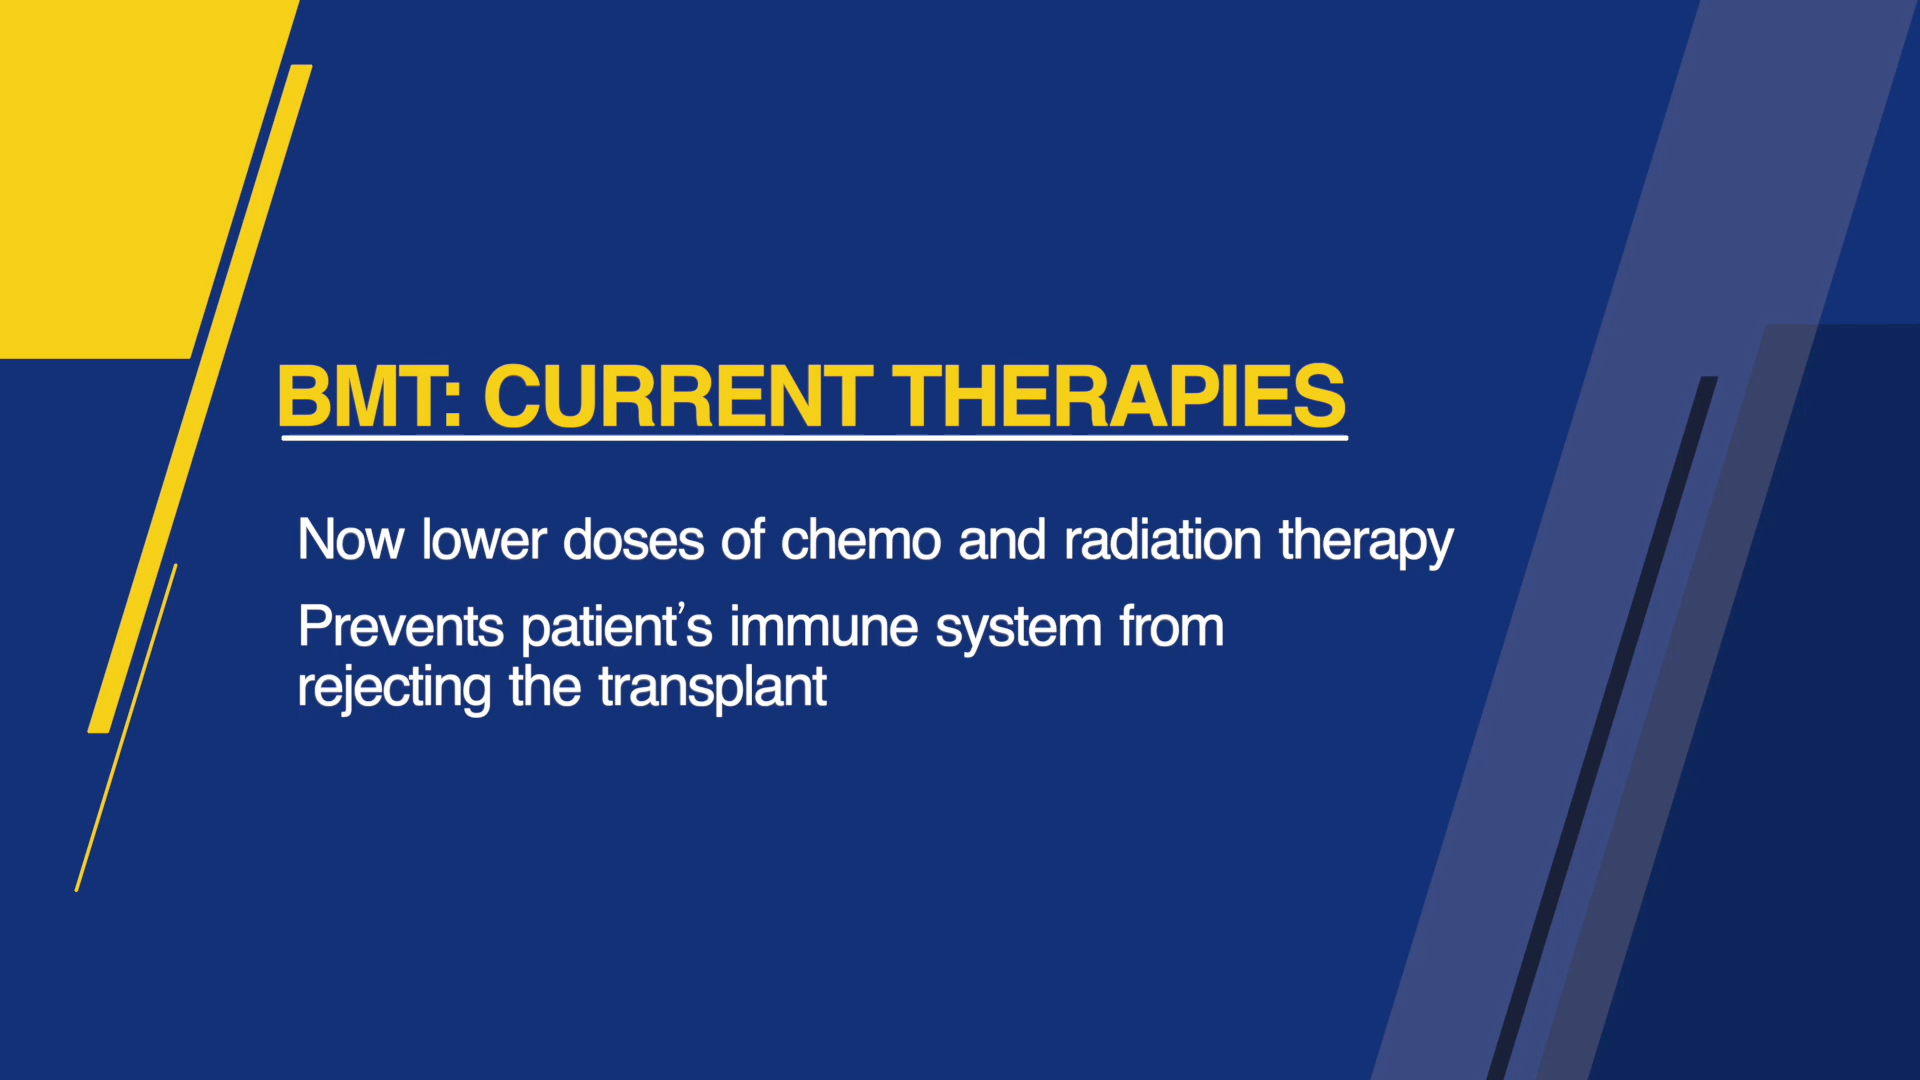 BMT: CURRENT THERAPIES
Now lower doses of chemo and radiation therapy
Prevents patient’s immune system from
rejecting the transplant